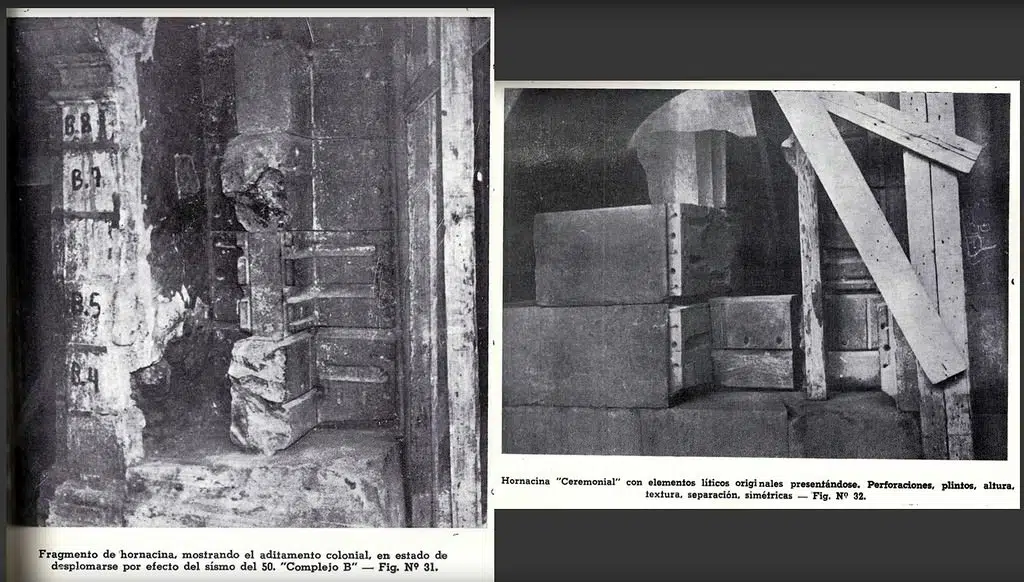 B.8
B.7
B.5
B.4
Fragmento de hornacina, mostrando el aditamento colonial, en estado de
desplomarse por efecto del sísmo del 50. "Complejo B" — Fig. Nº 31.
Hornacina "Ceremonial" con elementos líticos originales presentándose. Perforaciones, plintos, altura,
textura, separación, simétricas — Fig. Nº 32.